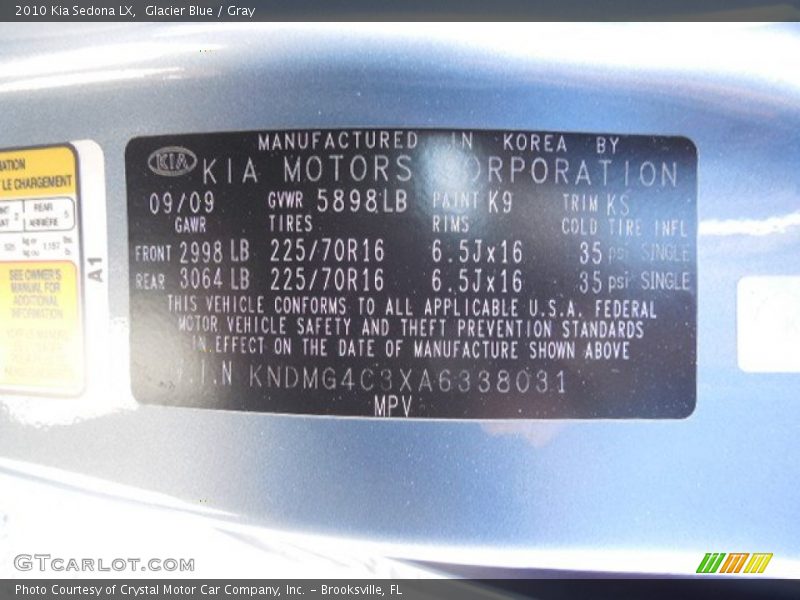 2010 Kia Sedona LX, Glacier Blue / Gray
MANUFACTURED IN KOREA BY
KIA KIA MOTORS CORPORATION
09/09 GVWR 5898LB PAINT K9 TRIM KS
GAWR TIRES RIMS COLD TIRE INFL
FRONT 2998 LB 225/70R16 6.5Jx16 35 psi SINGLE
REAR 3064 LB 225/70R16 6.5Jx16 35 psi SINGLE
THIS VEHICLE CONFORMS TO ALL APPLICABLE U.S.A. FEDERAL
MOTOR VEHICLE SAFETY AND THEFT PREVENTION STANDARDS
IN EFFECT ON THE DATE OF MANUFACTURE SHOWN ABOVE
V.I.N KNDMG4C3XA6338031
MPV
LE CHARGEMENT
REAR
ARRIÈRE
A1
SEE OWNER'S
MANUAL FOR
ADDITIONAL
INFORMATION
GTCARLOT.COM
Photo Courtesy of Crystal Motor Car Company, Inc. - Brooksville, FL